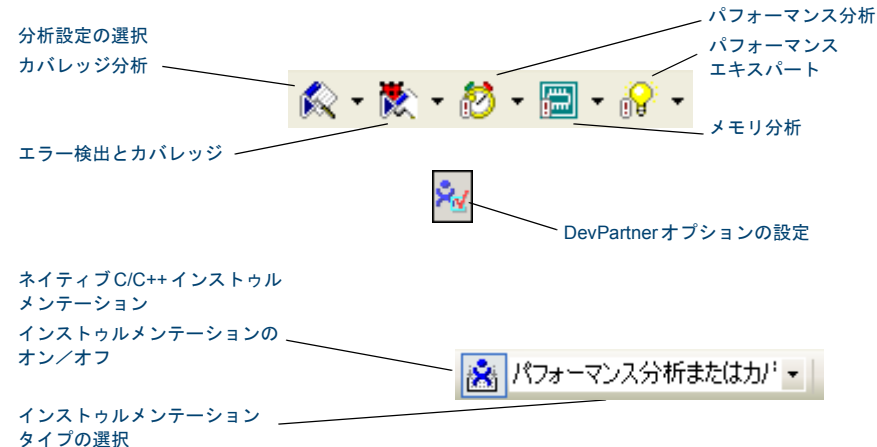 パフォーマンス分析
分析設定の選択
カバレッジ分析
パフォーマンス
エキスパート
メモリ分析
エラー検出とカバレッジ
DevPartnerオプションの設定
ネイティブC/C++インストゥル
メンテーション
インストゥルメンテーションの
オン／オフ
パフォーマンス分析またはカバ
インストゥルメンテーション
タイプの選択